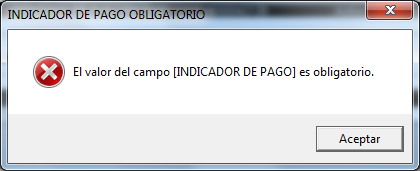 INDICADOR DE PAGO OBLIGATORIO
El valor del campo [INDICADOR DE PAGO] es obligatorio.
Aceptar